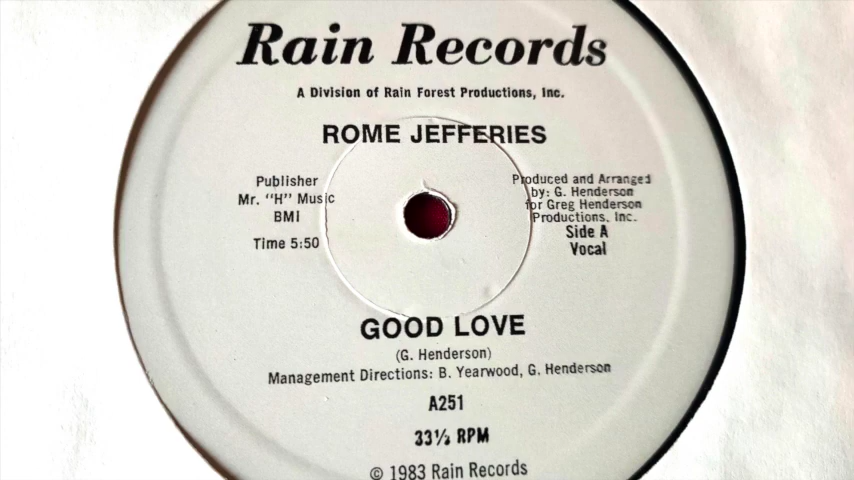 Rain Records
A Division of Rain Forest Productions, Inc.
ROME JEFFERIES
Publisher
Mr. "H" Music
BMI
Time 5:50
Produced and Arranged
by: G. Henderson
for Greg Henderson
Productions, Inc.
Side A
Vocal
GOOD LOVE
(G. Henderson)
Management Directions: B. Yearwood, G. Henderson
A251
33⅓ RPM
© 1983 Rain Records